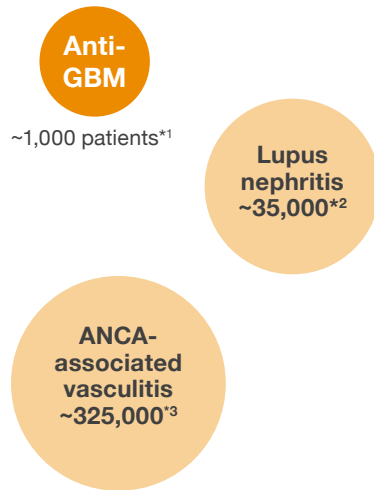 Anti-
GBM
~1,000 patients*1
Lupus
nephritis
~35,000*2
ANCA-
associated
vasculitis
~325,000*3